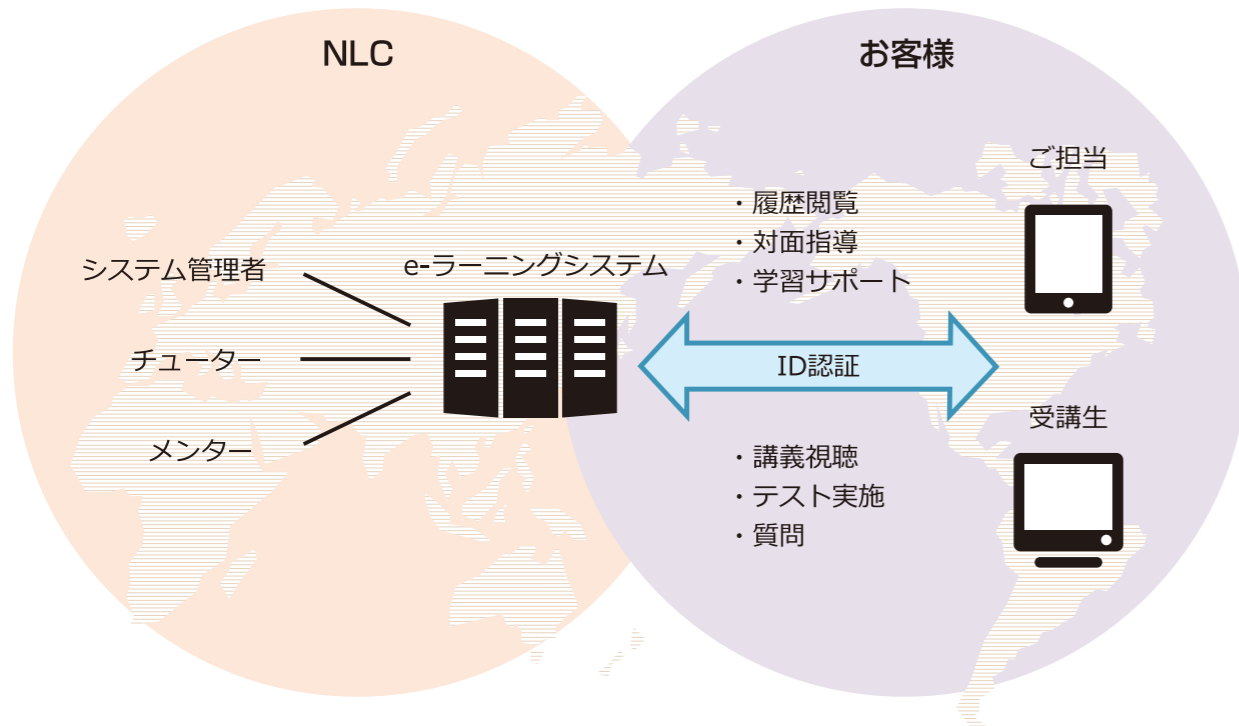 NLC
お客様
システム管理者
チューター
メンター
e-ラーニングシステム
・履歴閲覧
・対面指導
・学習サポート
ID認証
・講義視聴
・テスト実施
・質問
ご担当
受講生